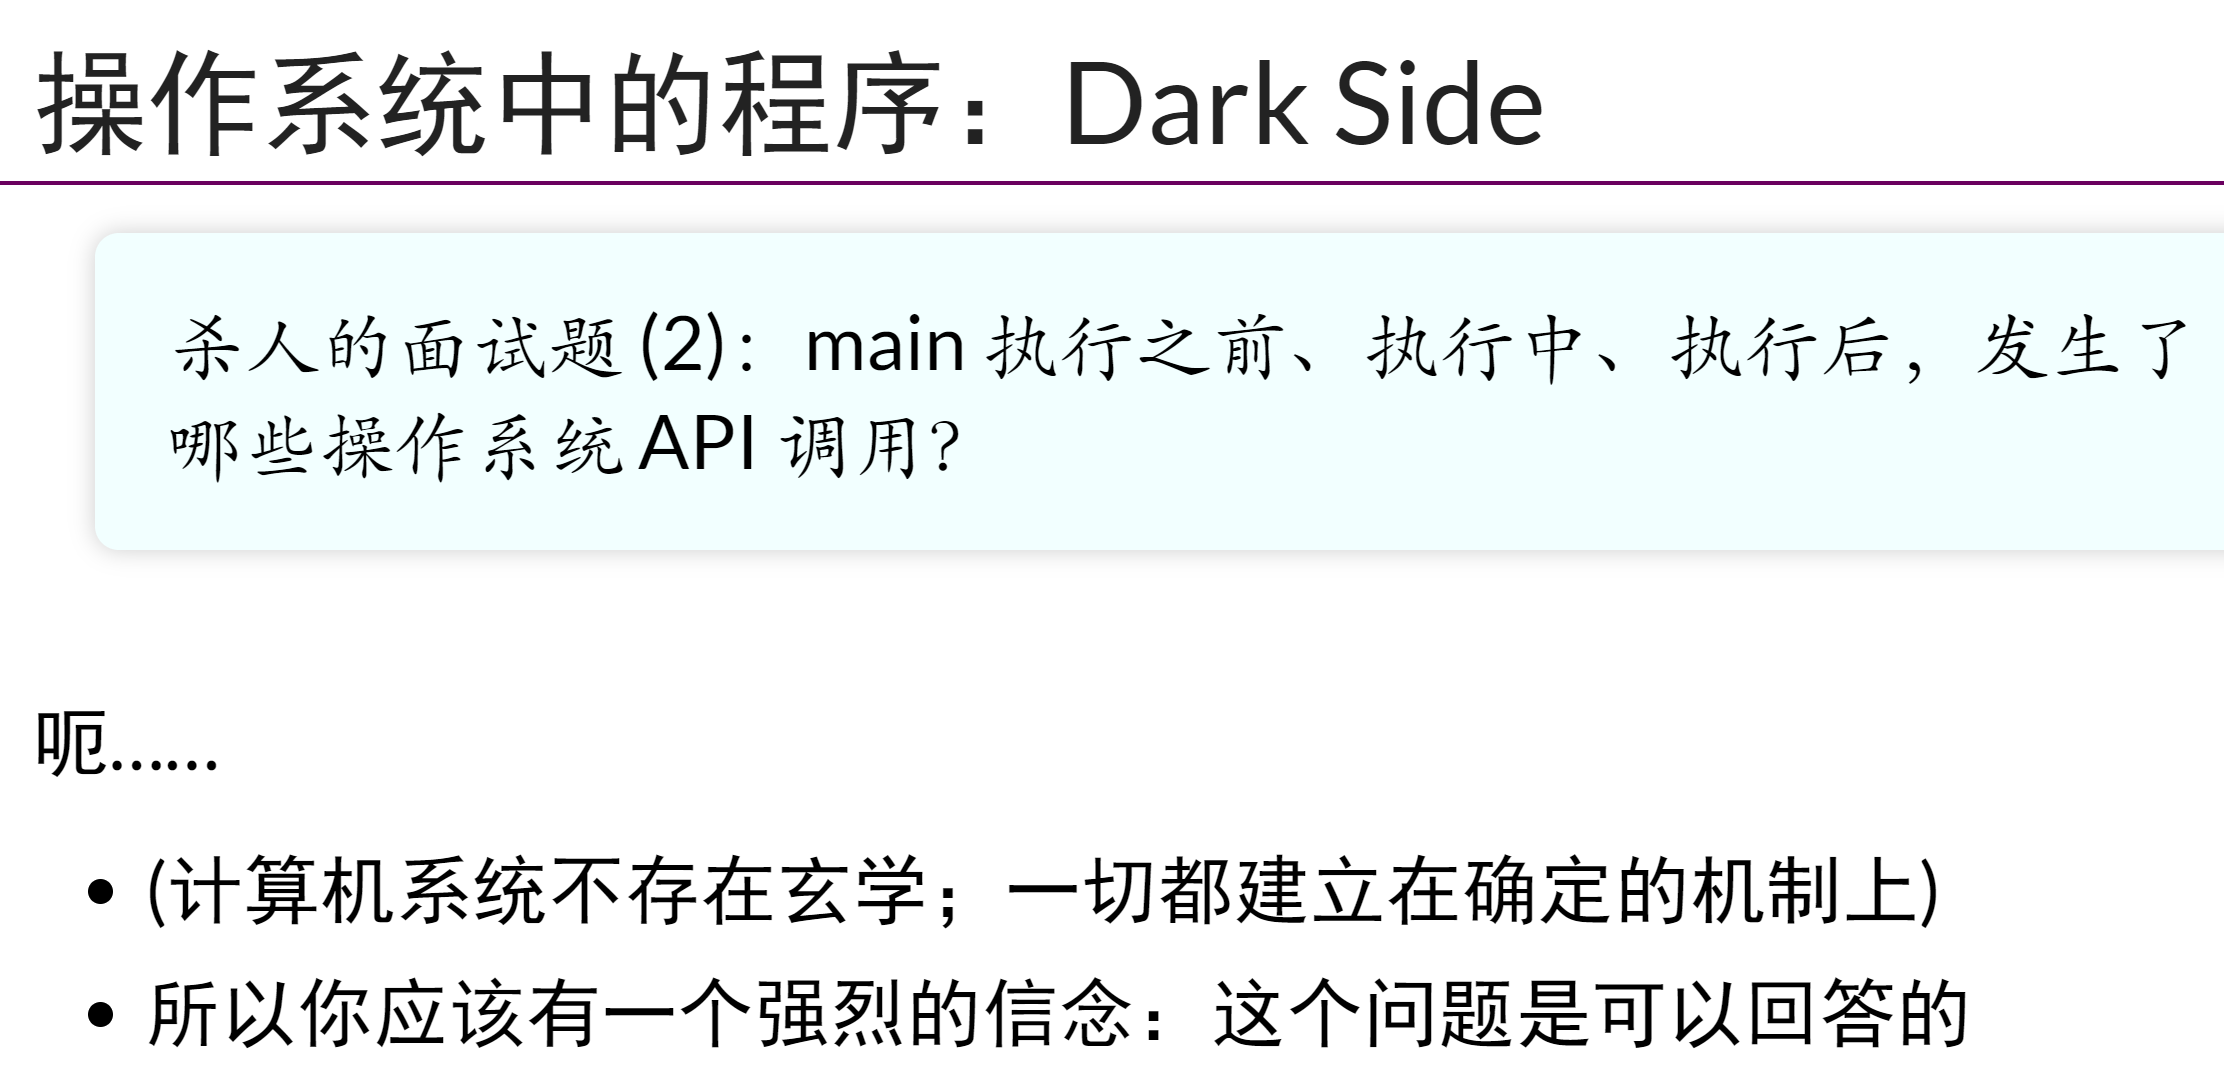 操作系统中的程序：Dark Side
杀人的面试题 (2)：main 执行之前、执行中、执行后，发生了
哪些操作系统 API 调用？
呃……
• (计算机系统不存在玄学；一切都建立在确定的机制上)
• 所以你应该有一个强烈的信念：这个问题是可以回答的